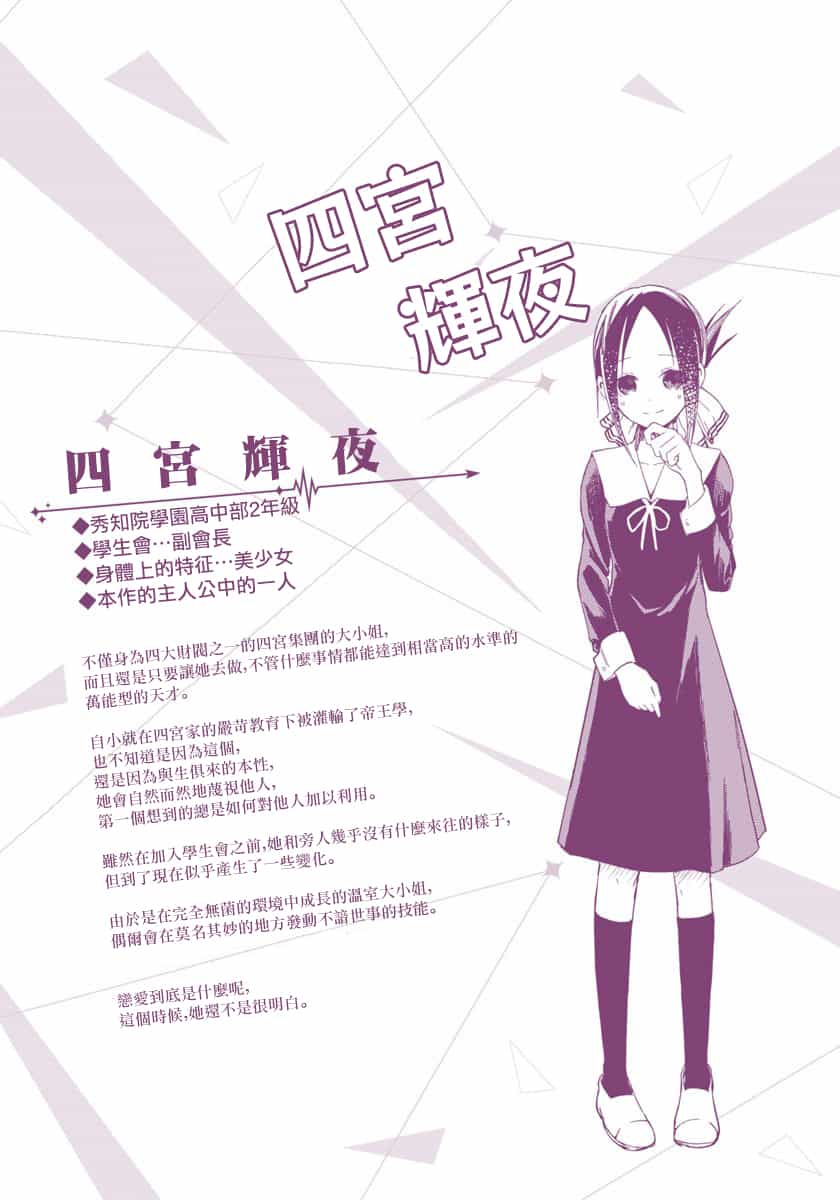 四宮
輝夜
四宮輝夜
◆秀知院學園高中部2年級
◆學生會…副會長
◆身體上的特征…美少女
◆本作的主人公中的一人
不僅身為四大財閥之一的四宮集團的大小姐,
而且還是只要讓她去做,不管什麼事情都能達到相當高的水準的
萬能型的天才。
自小就在四宮家的嚴苛教育下被灌輸了帝王學,
也不知道是因為這個,
還是因為與生俱來的本性,
她會自然而然地蔑視他人,
第一個想到的總是如何對他人加以利用。
雖然在加入學生會之前,她和旁人幾乎沒有什麼來往的樣子,
但到了現在似乎產生了一些變化。
由於是在完全無菌的環境中成長的溫室大小姐,
偶爾會在莫名其妙的地方發動不諳世事的技能。
戀愛到底是什麼呢,
這個時候,她還不是很明白。